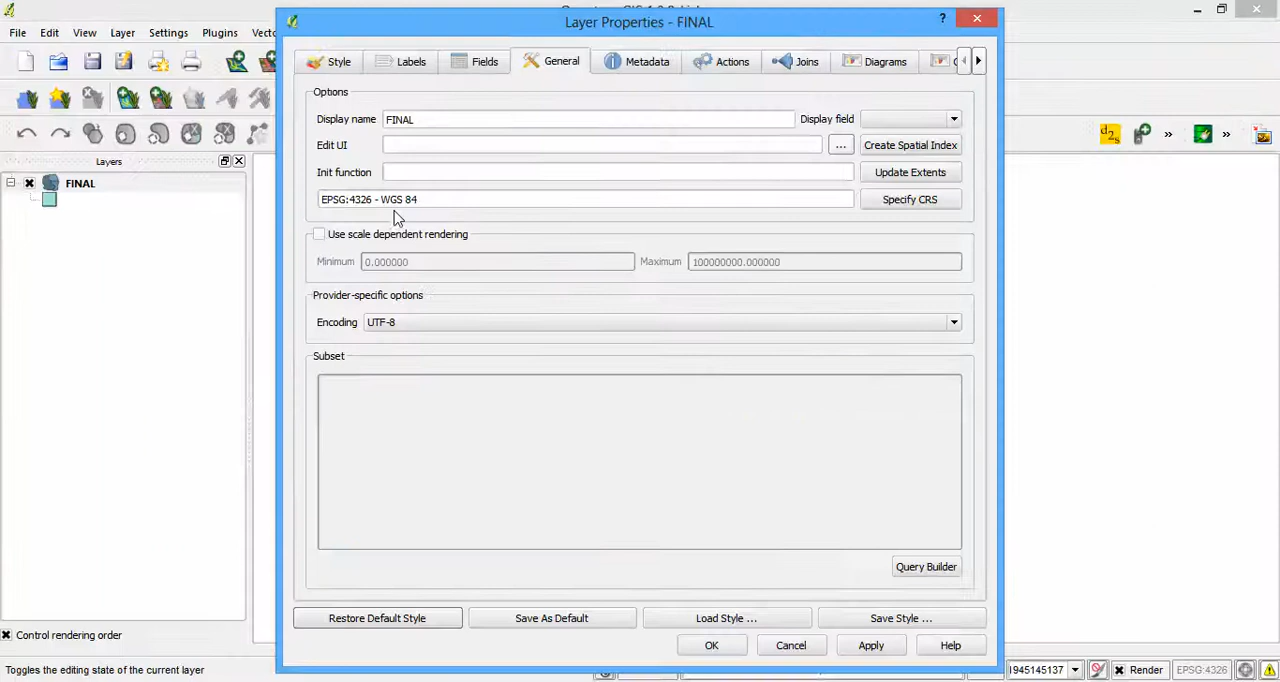 Layer Properties - FINAL
?
File Edit View Layer Settings Plugins
Style Labels Fields General Metadata Actions Joins Diagrams
Options
Display name FINAL Display field
Edit UI ... Create Spatial Index
Init function Update Extents
EPSG:4326 - WGS 84 Specify CRS
Layers
FINAL
Use scale dependent rendering
Minimum 0.000000 Maximum 100000000.000000
Provider-specific options
Encoding UTF-8
Subset
Query Builder
Restore Default Style Save As Default Load Style ... Save Style ...
Control rendering order
OK Cancel Apply Help
Toggles the editing state of the current layer
1945145137 Render EPSG:4326